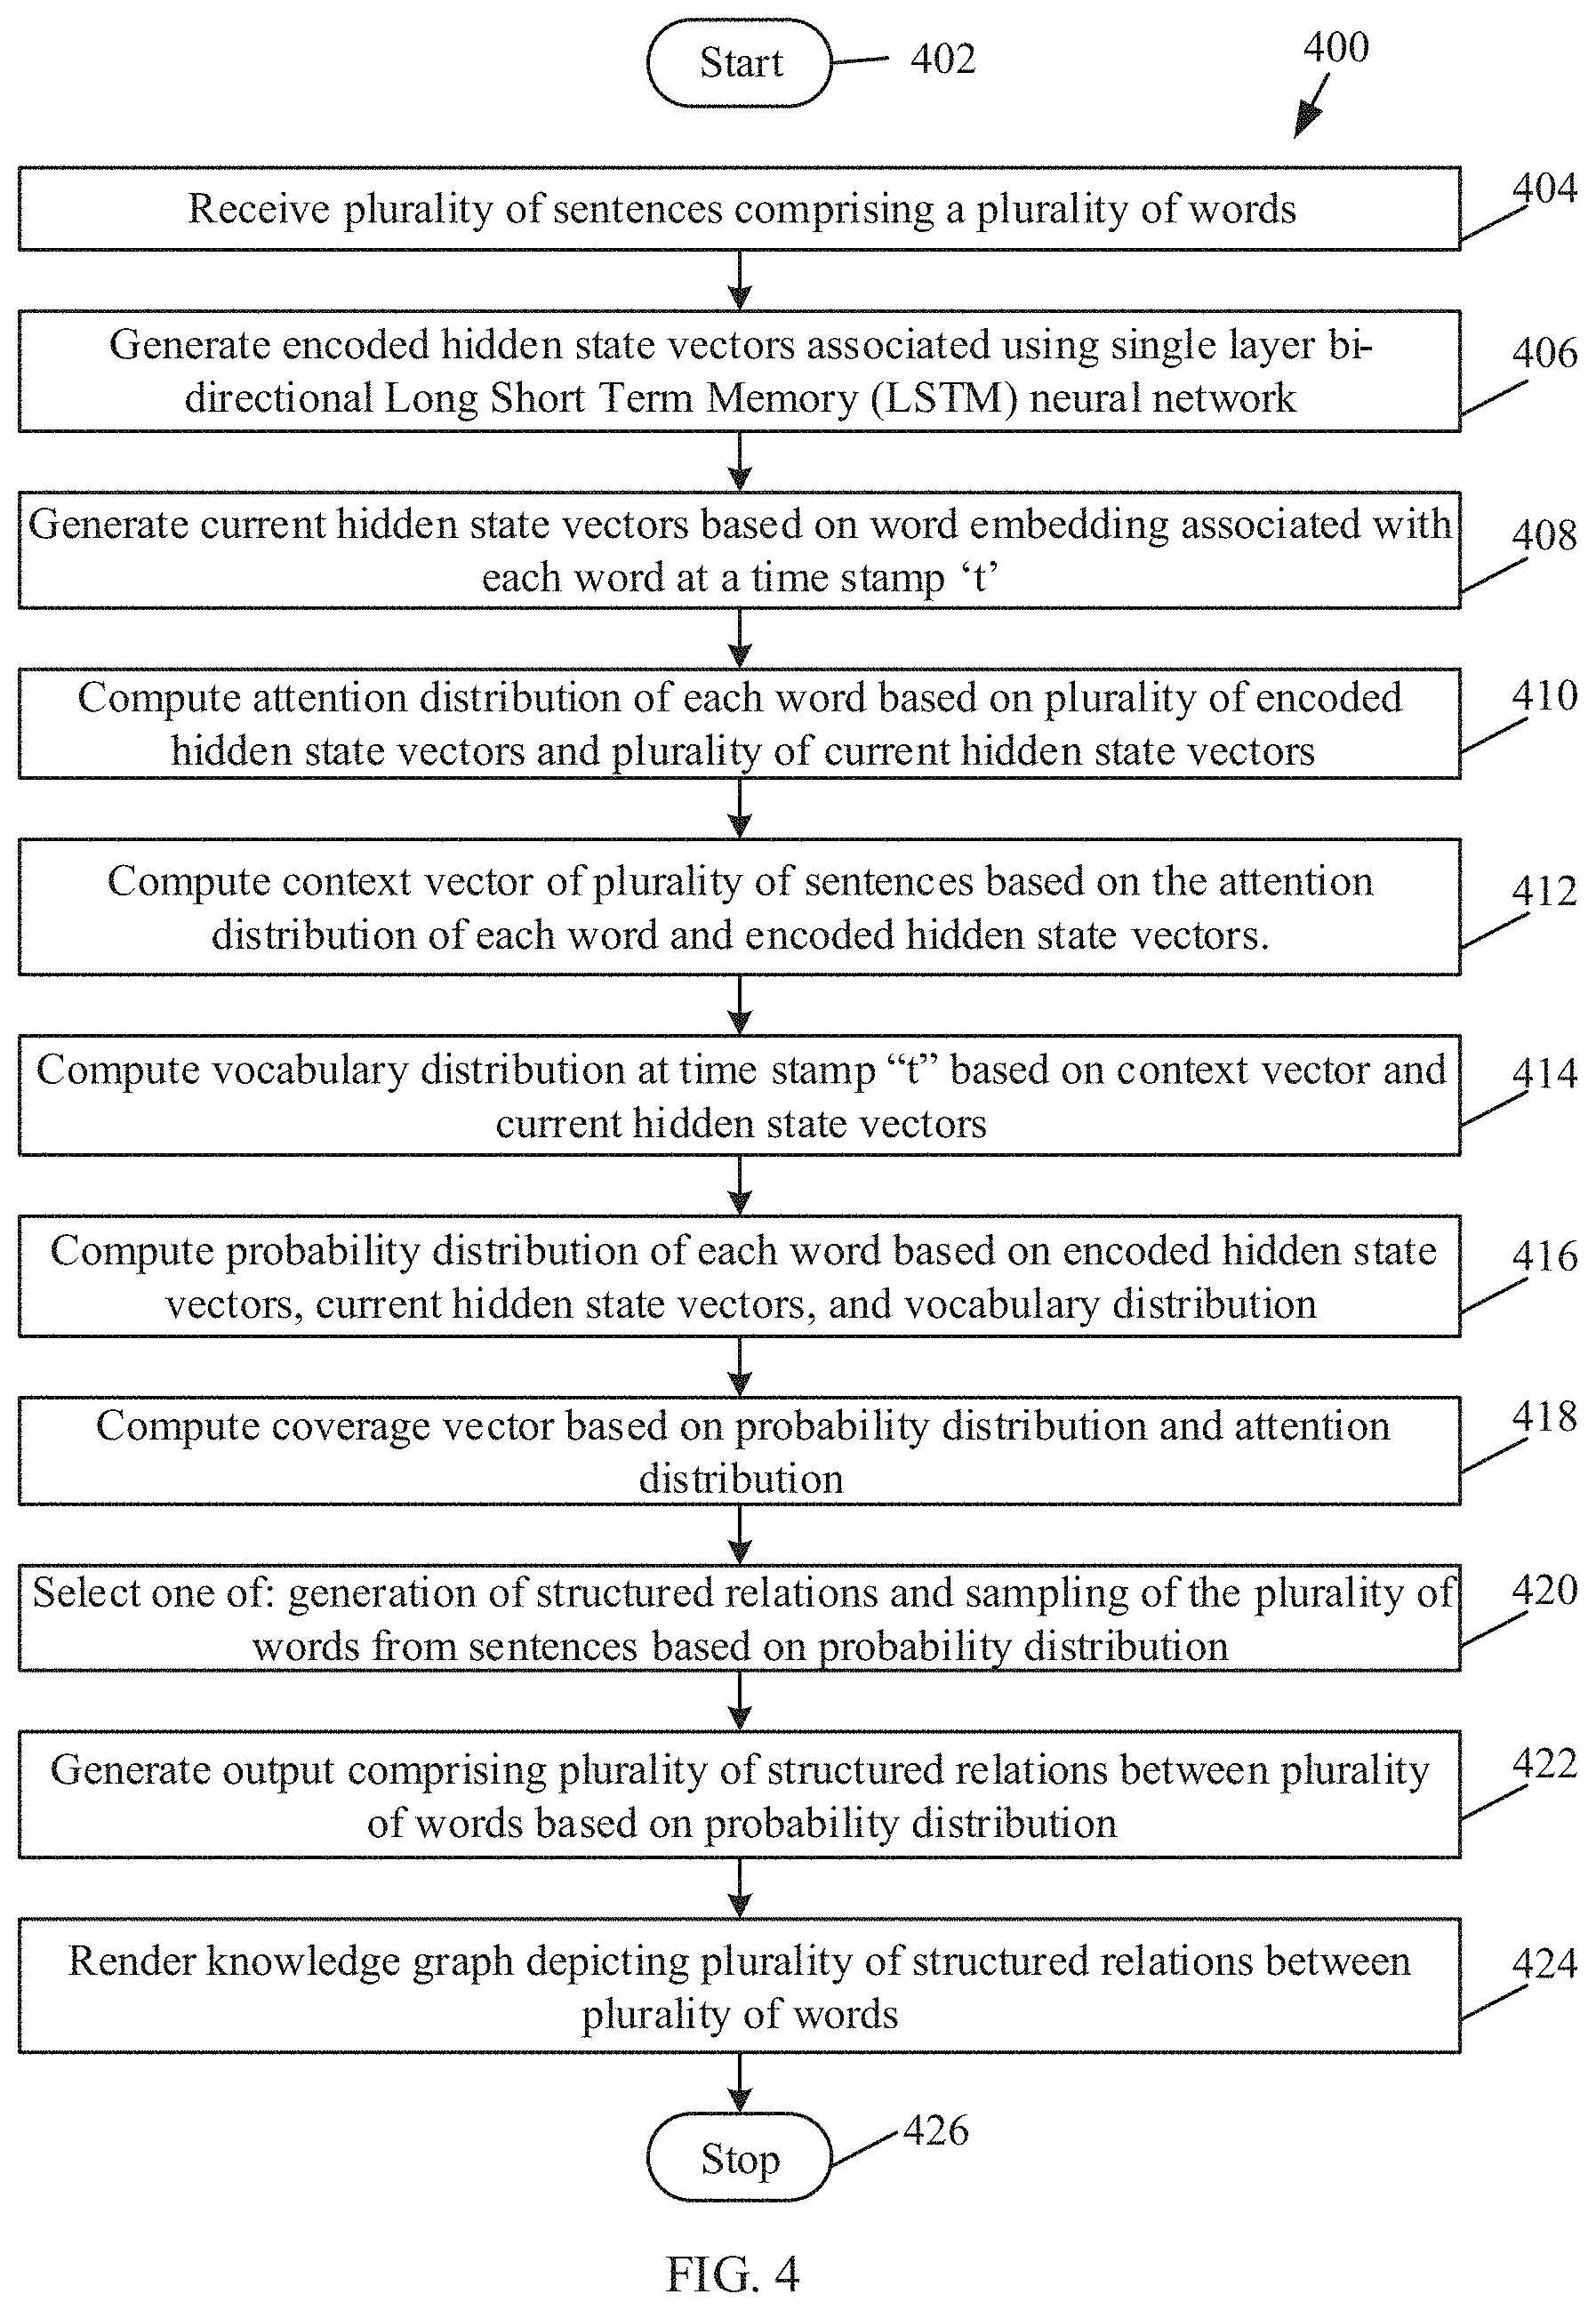 Start
402
400
Receive plurality of sentences comprising a plurality of words
404
Generate encoded hidden state vectors associated using single layer bi-
directional Long Short Term Memory (LSTM) neural network
406
Generate current hidden state vectors based on word embedding associated with
each word at a time stamp ‘t’
408
Compute attention distribution of each word based on plurality of encoded
hidden state vectors and plurality of current hidden state vectors
410
Compute context vector of plurality of sentences based on the attention
distribution of each word and encoded hidden state vectors.
412
Compute vocabulary distribution at time stamp “t” based on context vector and
current hidden state vectors
414
Compute probability distribution of each word based on encoded hidden state
vectors, current hidden state vectors, and vocabulary distribution
416
Compute coverage vector based on probability distribution and attention
distribution
418
Select one of: generation of structured relations and sampling of the plurality of
words from sentences based on probability distribution
420
Generate output comprising plurality of structured relations between plurality
of words based on probability distribution
422
Render knowledge graph depicting plurality of structured relations between
plurality of words
424
Stop
426
FIG. 4